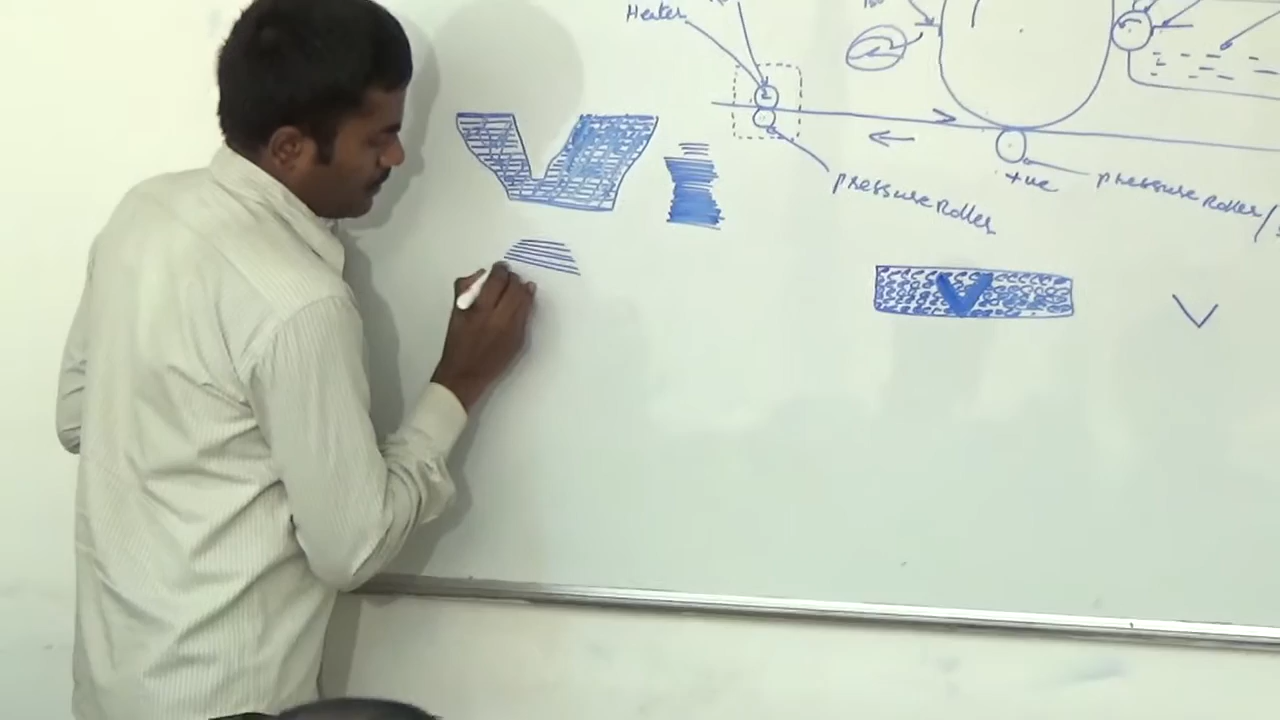 Heater
pressure Roller
+ve
pressure Roller/
V
V